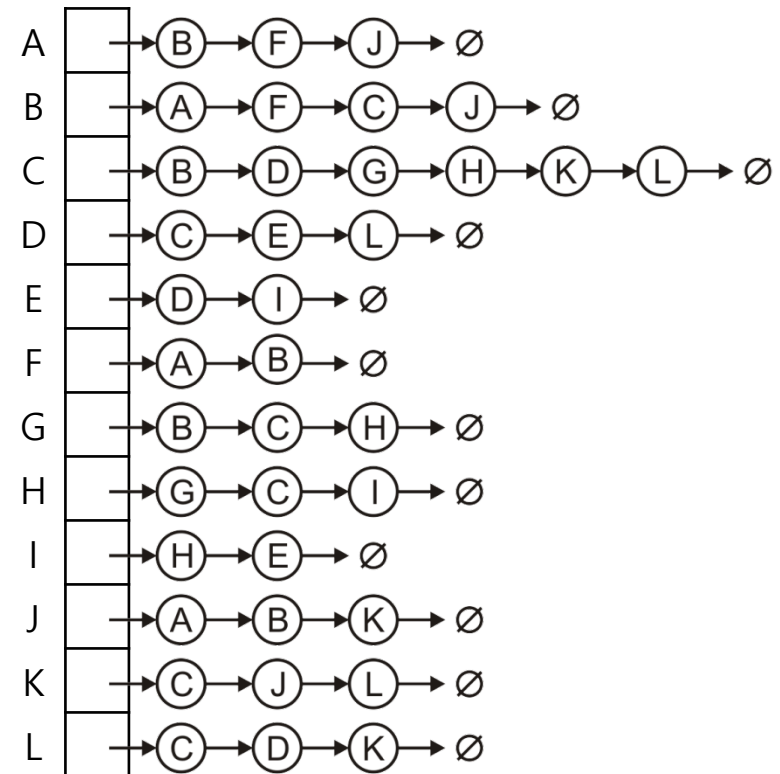 A B F J ∅
B A F C J ∅
C B D G H K L ∅
D C E L ∅
E D I ∅
F A B ∅
G B C H ∅
H G C I ∅
I H E ∅
J A B K ∅
K C J L ∅
L C D K ∅